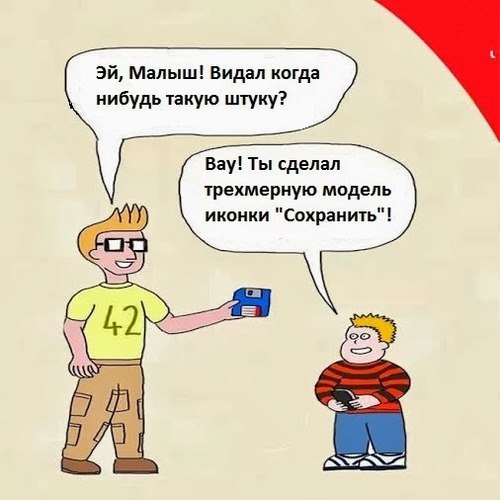 Эй, Малыш! Видал когда
нибудь такую штуку?
Вау! Ты сделал
трехмерную модель
иконки "Сохранить"!
42